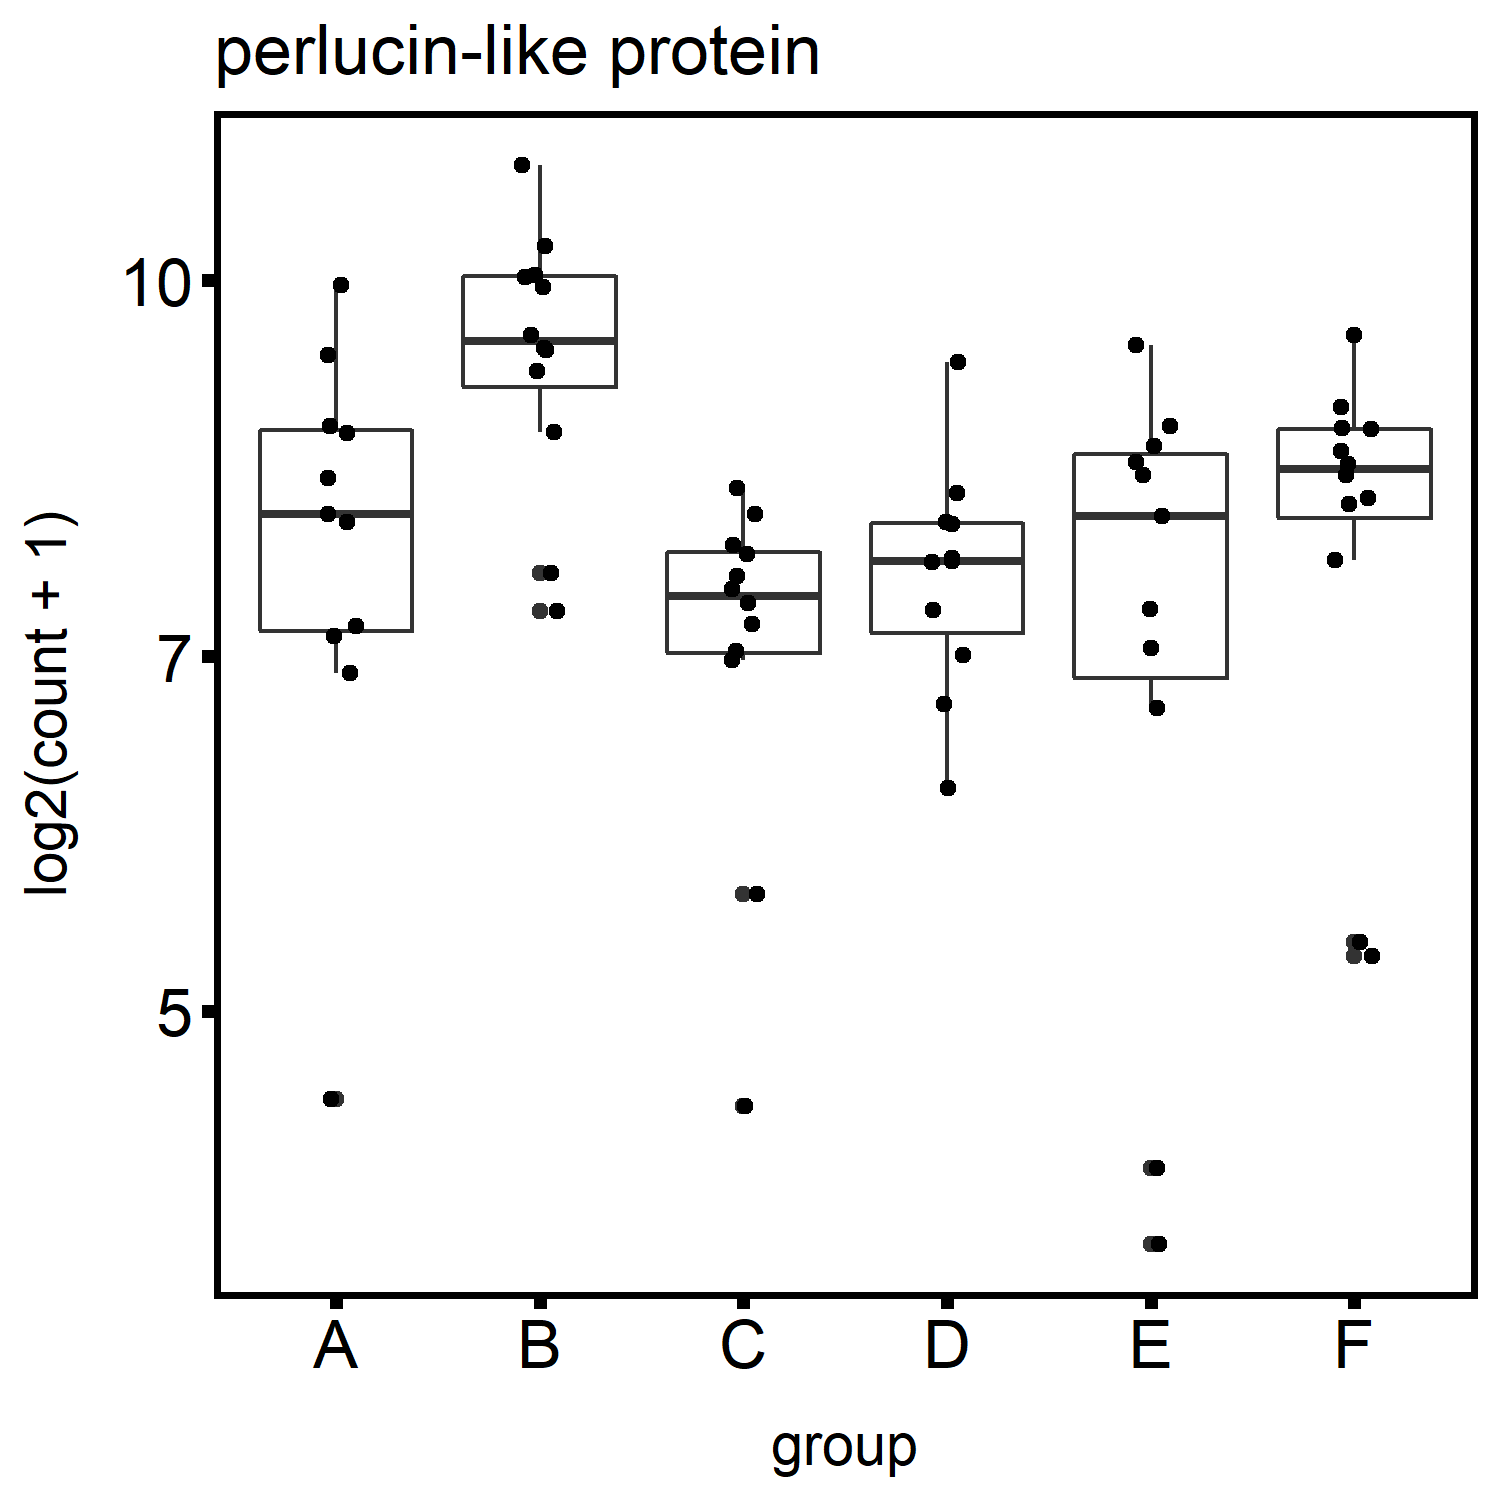 perlucin-like protein
log2(count + 1)
10
7
5
A B C D E F
group